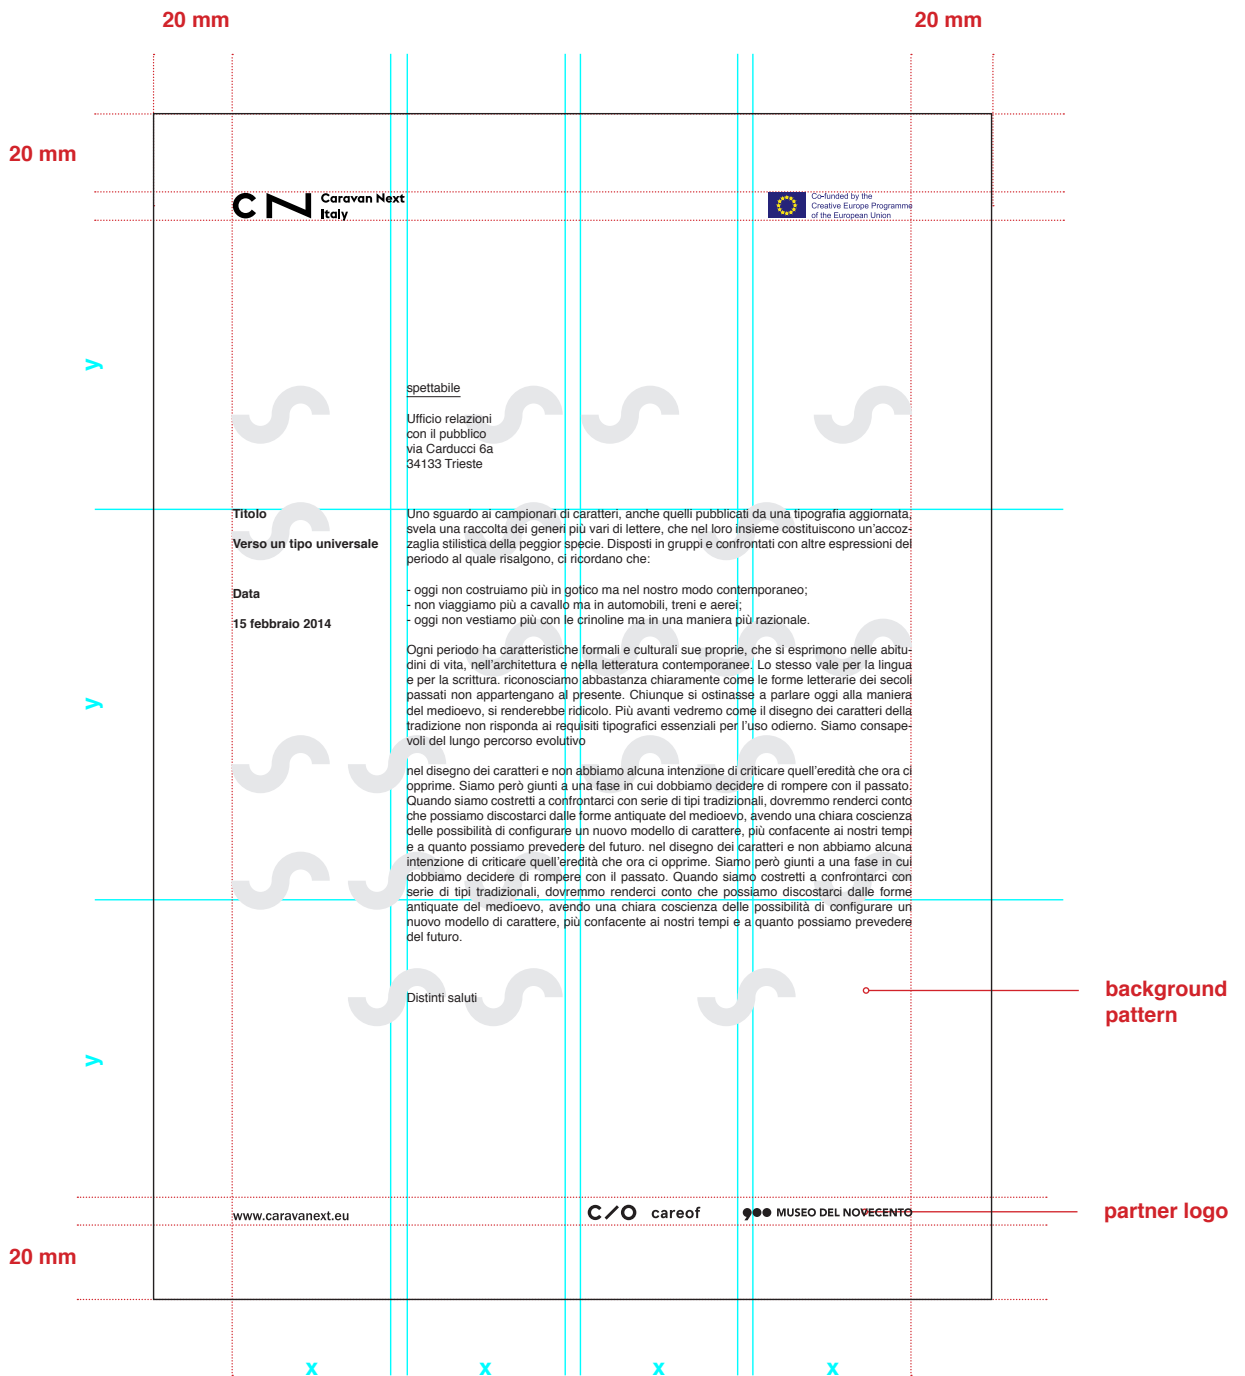 20 mm
20 mm
20 mm
C N Caravan Next
Italy
Co-funded by the
Creative Europe Programme
of the European Union
y
spettabile
Ufficio relazioni
con il pubblico
via Carducci 6a
34133 Trieste
Titolo
Verso un tipo universale
Data
15 febbraio 2014
Uno sguardo ai campionari di caratteri, anche quelli pubblicati da una tipografia aggiornata,
svela una raccolta dei generi più vari di lettere, che nel loro insieme costituiscono un'accoz-
zaglia stilistica della peggior specie. Disposti in gruppi e confrontati con altre espressioni del
periodo al quale risalgono, ci ricordano che:
- oggi non costruiamo più in gotico ma nel nostro modo contemporaneo;
- non viaggiamo più a cavallo ma in automobili, treni e aerei;
- oggi non vestiamo più con le crinoline ma in una maniera più razionale.
Ogni periodo ha caratteristiche formali e culturali sue proprie, che si esprimono nelle abitu-
dini di vita, nell'architettura e nella letteratura contemporanee. Lo stesso vale per la lingua
e per la scrittura. riconosciamo abbastanza chiaramente come le forme letterarie dei secoli
passati non appartengano al presente. Chiunque si ostinasse a parlare oggi alla maniera
del medioevo, si renderebbe ridicolo. Più avanti vedremo come il disegno dei caratteri della
tradizione non risponda ai requisiti tipografici essenziali per l'uso odierno. Siamo consape-
voli del lungo percorso evolutivo
y
nel disegno dei caratteri e non abbiamo alcuna intenzione di criticare quell'eredità che ora ci
opprime. Siamo però giunti a una fase in cui dobbiamo decidere di rompere con il passato.
Quando siamo costretti a confrontarci con serie di tipi tradizionali, dovremmo renderci conto
che possiamo discostarci dalle forme antiquate del medioevo, avendo una chiara coscienza
delle possibilità di configurare un nuovo modello di carattere, più confacente ai nostri tempi
e a quanto possiamo prevedere del futuro. nel disegno dei caratteri e non abbiamo alcuna
intenzione di criticare quell'eredità che ora ci opprime. Siamo però giunti a una fase in cui
dobbiamo decidere di rompere con il passato. Quando siamo costretti a confrontarci con
serie di tipi tradizionali, dovremmo renderci conto che possiamo discostarci dalle forme
antiquate del medioevo, avendo una chiara coscienza delle possibilità di configurare un
nuovo modello di carattere, più confacente ai nostri tempi e a quanto possiamo prevedere
del futuro.
Distinti saluti
background
pattern
y
www.caravanext.eu
C/O careof
900 MUSEO DEL NOVECENTO
partner logo
20 mm
x x x x